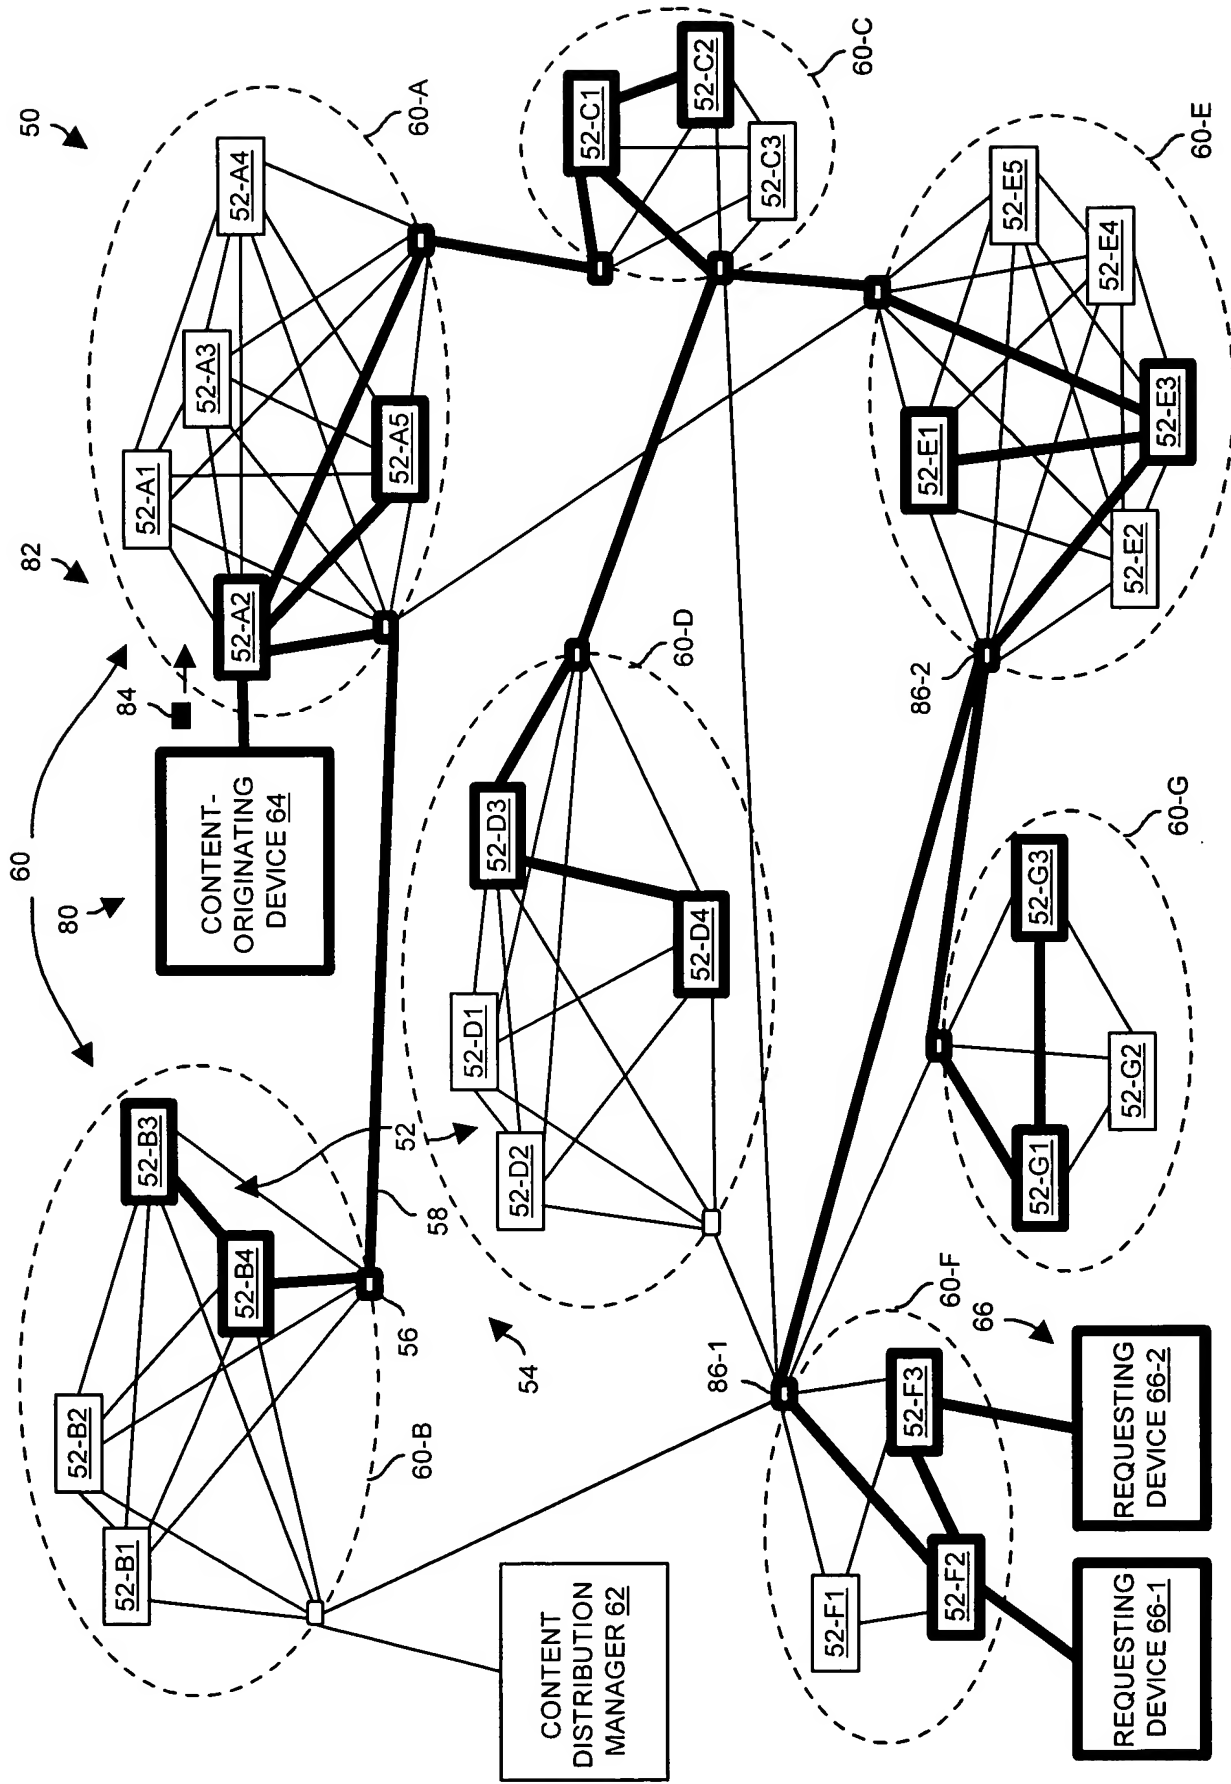 50
82
60
80
84
CONTENT-
ORIGINATING
DEVICE 64
52-A1
52-A2
52-A3
52-A4
52-A5
60-A
52-B1
52-B2
52-B3
52-B4
60-B
52
58
56
54
CONTENT
DISTRIBUTION
MANAGER 62
52-C1
52-C2
52-C3
60-C
52-D1
52-D2
52-D3
52-D4
60-D
52-E1
52-E2
52-E3
52-E4
52-E5
60-E
86-2
86-1
52-F1
52-F2
52-F3
60-F
52-G1
52-G2
52-G3
60-G
66
REQUESTING
DEVICE 66-1
REQUESTING
DEVICE 66-2